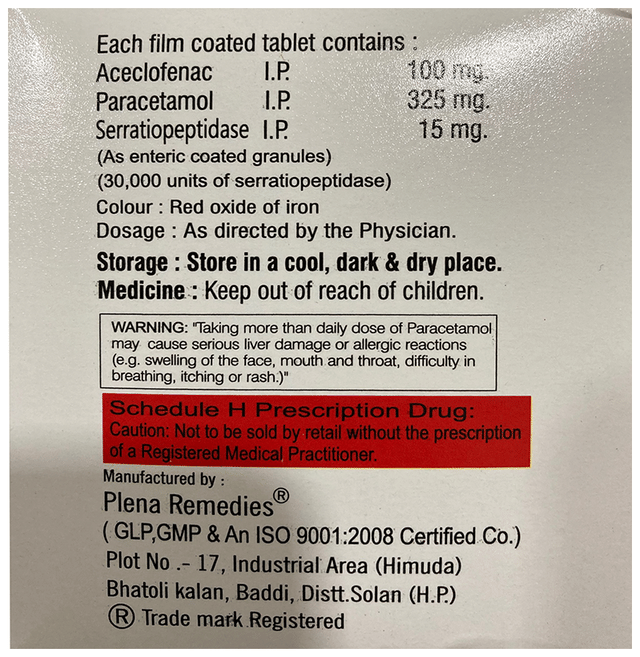 Each film coated tablet contains :
Aceclofenac I.P. 100 mg.
Paracetamol I.P. 325 mg.
Serratiopeptidase I.P. 15 mg.
(As enteric coated granules)
(30,000 units of serratiopeptidase)
Colour : Red oxide of iron
Dosage : As directed by the Physician.
Storage : Store in a cool, dark & dry place.
Medicine : Keep out of reach of children.
WARNING: "Taking more than daily dose of Paracetamol
may cause serious liver damage or allergic reactions
(e.g. swelling of the face, mouth and throat, difficulty in
breathing, itching or rash.)"
Schedule H Prescription Drug:
Caution: Not to be sold by retail without the prescription
of a Registered Medical Practitioner.
Manufactured by :
Plena Remedies®
( GLP,GMP & An ISO 9001:2008 Certified Co.)
Plot No .- 17, Industrial Area (Himuda)
Bhatoli kalan, Baddi, Distt.Solan (H.P.)
® Trade mark Registered